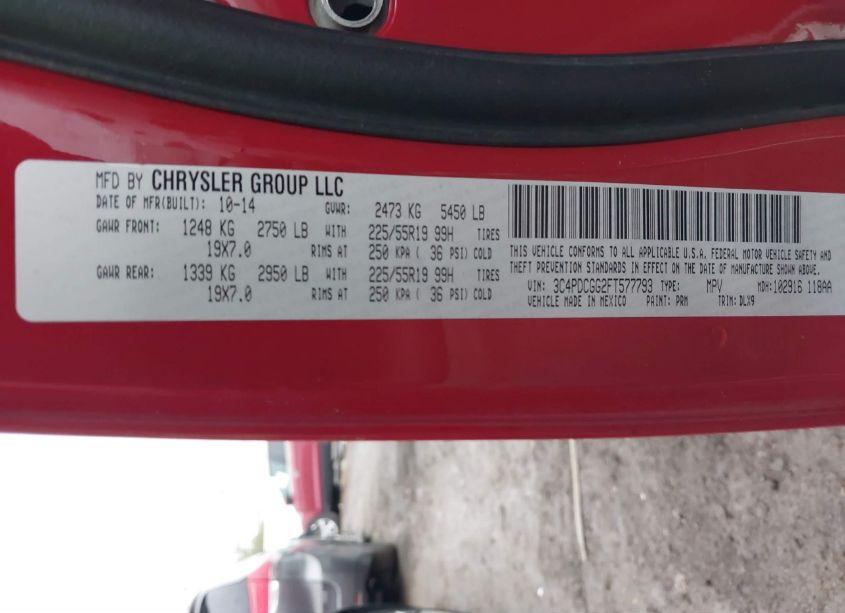 MFD BY CHRYSLER GROUP LLC
DATE OF MFR(BUILT): 10-14 GVWR: 2473 KG 5450 LB
GAWR FRONT: 1248 KG 2750 LB WITH 225/55R19 99H TIRES
19X7.0 RIMS AT 250 KPA ( 36 PSI) COLD
GAWR REAR: 1339 KG 2950 LB WITH 225/55R19 99H TIRES
19X7.0 RIMS AT 250 KPA ( 36 PSI) COLD
THIS VEHICLE CONFORMS TO ALL APPLICABLE U.S.A. FEDERAL MOTOR VEHICLE SAFETY AND
THEFT PREVENTION STANDARDS IN EFFECT ON THE DATE OF MANUFACTURE SHOWN ABOVE.
VIN: 3C4PDCGG2FT577793 TYPE: MPV MDH: 102916 118AA
VEHICLE MADE IN MEXICO PAINT: PRM TRIM: DLX9